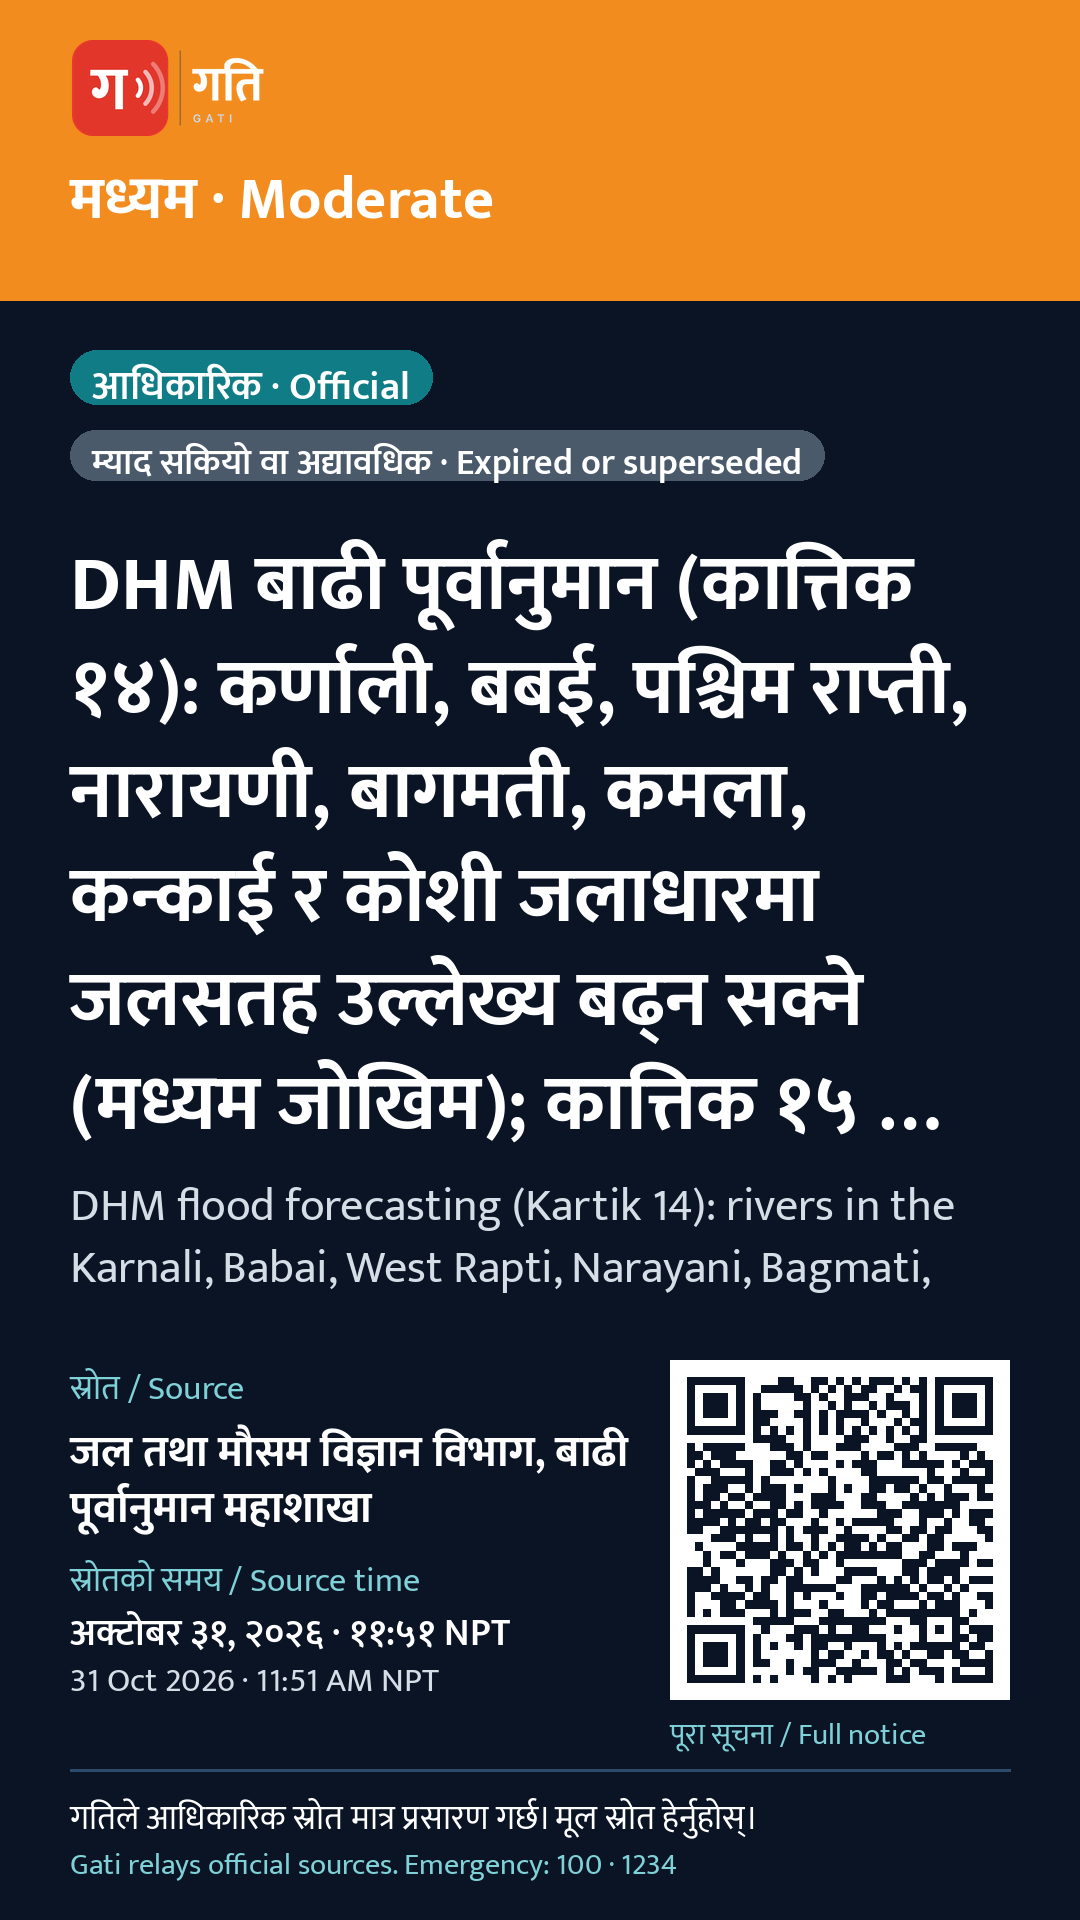 ग
गति
GATI
मध्यम · Moderate
आधिकारिक · Official
म्याद सकियो वा अद्यावधिक · Expired or superseded
DHM बाढी पूर्वानुमान (कात्तिक
१४): कर्णाली, बबई, पश्चिम राप्ती,
नारायणी, बागमती, कमला,
कन्काई र कोशी जलाधारमा
जलसतह उल्लेख्य बढ्न सक्ने
(मध्यम जोखिम); कात्तिक १५ ...
DHM flood forecasting (Kartik 14): rivers in the
Karnali, Babai, West Rapti, Narayani, Bagmati,
स्रोत / Source
जल तथा मौसम विज्ञान विभाग, बाढी
पूर्वानुमान महाशाखा
स्रोतको समय / Source time
अक्टोबर ३१, २०२६ · ११:५१ NPT
31 Oct 2026 · 11:51 AM NPT
पूरा सूचना / Full notice
गतिले आधिकारिक स्रोत मात्र प्रसारण गर्छ। मूल स्रोत हेर्नुहोस्।
Gati relays official sources. Emergency: 100 · 1234